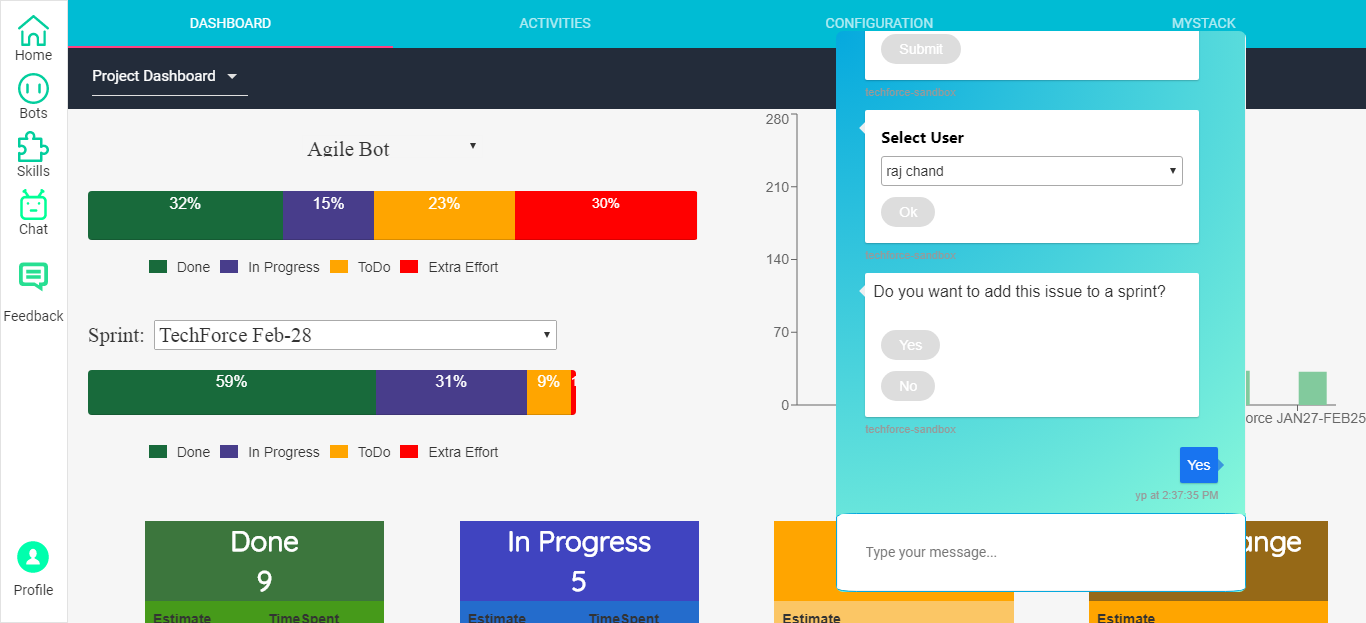 DASHBOARD
ACTIVITIES
CONFIGURATION
MYSTACK
Home
Bots
Skills
Chat
Feedback
Profile
Project Dashboard
Agile Bot
32% 15% 23% 30%
Done In Progress ToDo Extra Effort
Sprint: TechForce Feb-28
59% 31% 9%
Done In Progress ToDo Extra Effort
280
210
140
70
0
orce JAN27-FEB25
Submit
techforce-sandbox
Select User
raj chand
Ok
techforce-sandbox
Do you want to add this issue to a sprint?
Yes
No
techforce-sandbox
Yes
yp at 2:37:35 PM
Type your message...
Done
9
Estimate TimeSpent
In Progress
5
Estimate TimeSpent
Estimate
ange
Estimate